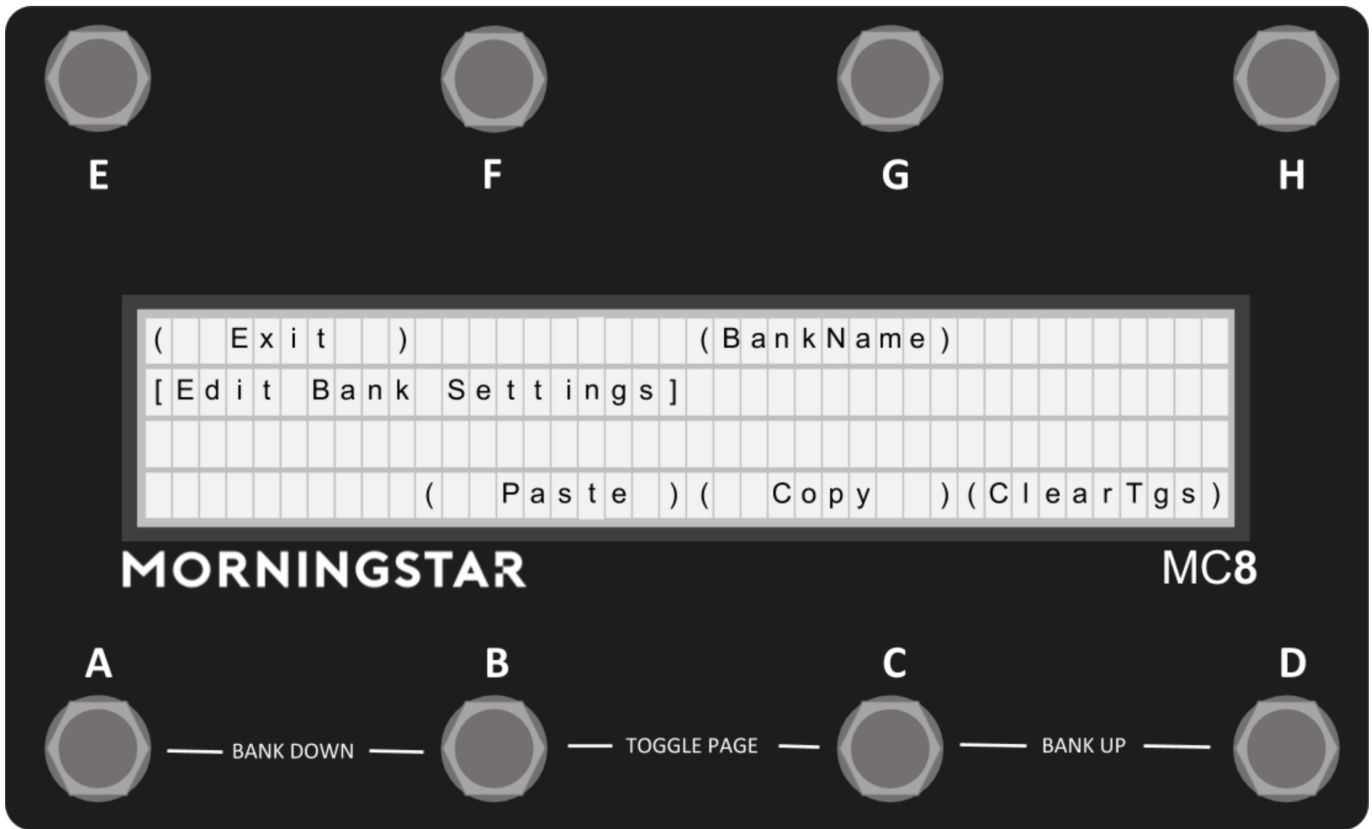 E F G H
( Exit ) (BankName)
[Edit Bank Settings]
( Paste )( Copy )(ClearTgs)
MORNINGSTAR MC8
A B C D
BANK DOWN TOGGLE PAGE BANK UP